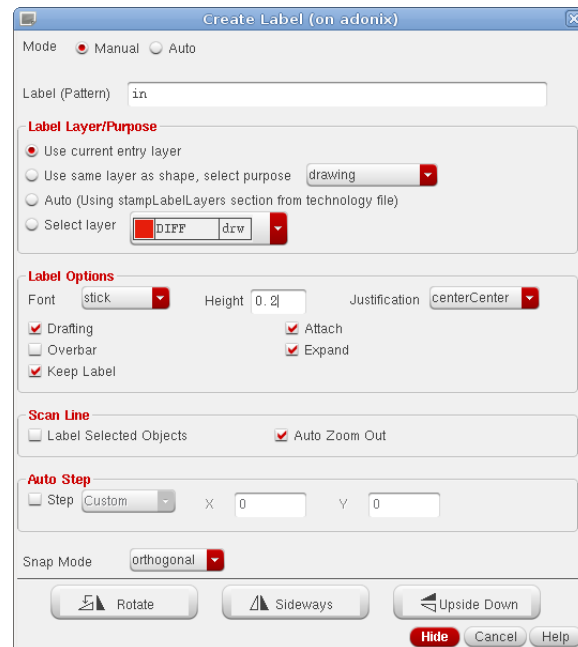 Create Label (on adonix)
Mode Manual Auto
Label (Pattern) in
Label Layer/Purpose
Use current entry layer
Use same layer as shape, select purpose drawing
Auto (Using stampLabelLayers section from technology file)
Select layer DIFF drw
Label Options
Font stick Height 0.2 Justification centerCenter
Drafting Attach
Overbar Expand
Keep Label
Scan Line
Label Selected Objects Auto Zoom Out
Auto Step
Step Custom X 0 Y 0
Snap Mode orthogonal
Rotate Sideways Upside Down
Hide Cancel Help